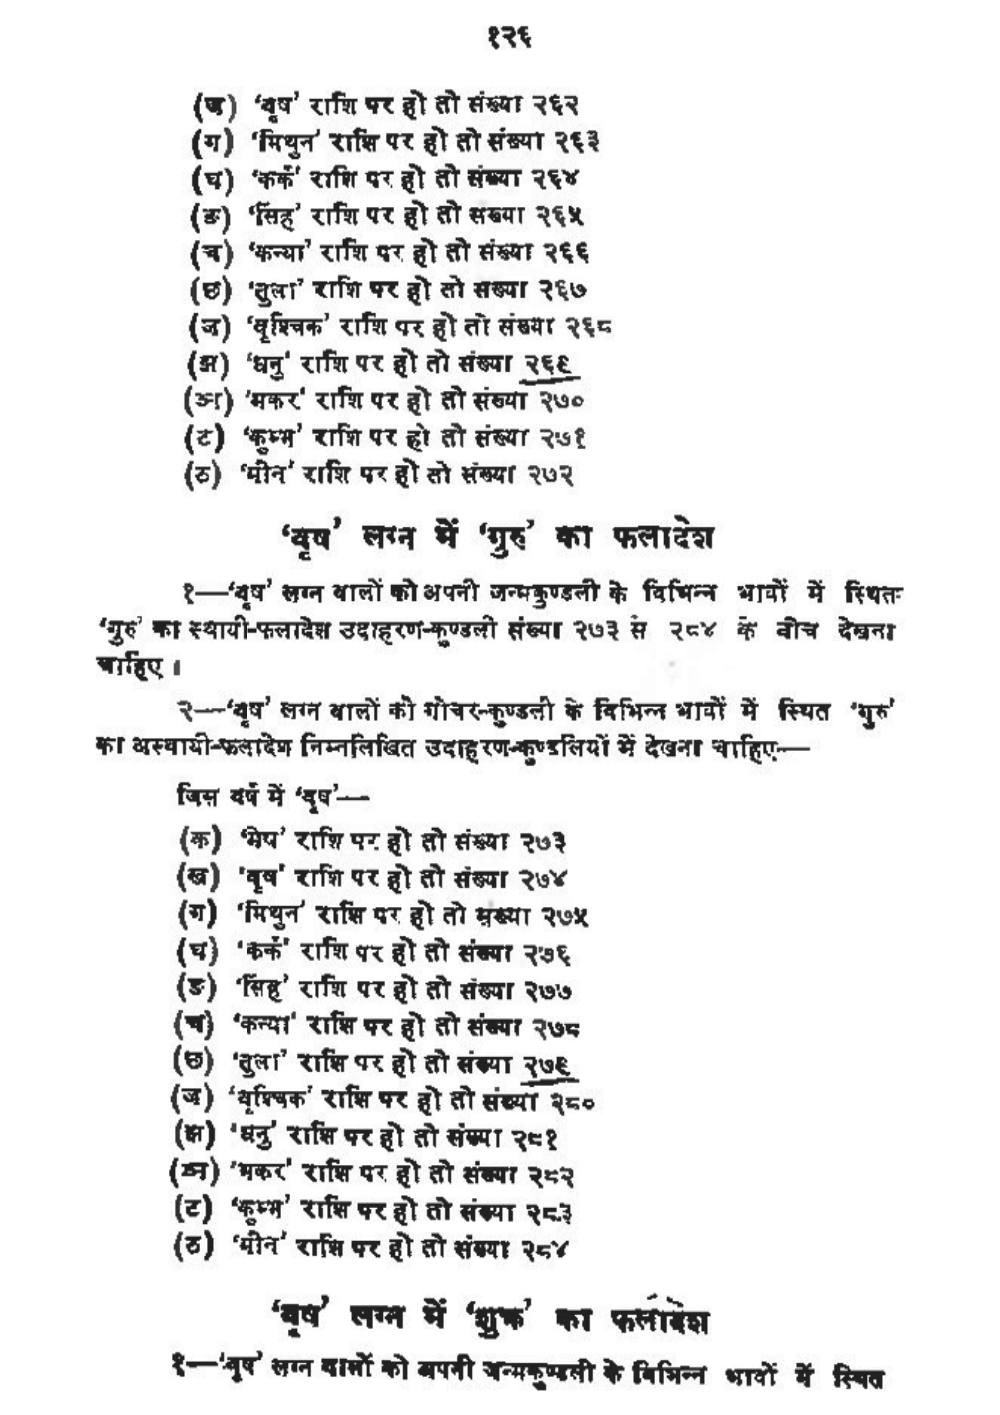 १२६
(ख) 'वृष' राशि पर हो तो संख्या २६२
(ग) 'मिथुन' राशि पर हो तो संख्या २६३
(घ) 'कर्क' राशि पर हो तो संख्या २६४
(ङ) 'सिंह' राशि पर हो तो संख्या २६५
(च) 'कन्या' राशि पर हो तो संख्या २६६
(छ) 'तुला' राशि पर हो तो संख्या २६७
(ज) 'वृश्चिक' राशि पर हो तो संख्या २६८
(झ) 'धनु' राशि पर हो तो संख्या २६९
(ञ) 'मकर' राशि पर हो तो संख्या २७०
(ट) 'कुम्भ' राशि पर हो तो संख्या २७१
(ठ) 'मीन' राशि पर हो तो संख्या २७२
'वृष' लग्न में 'गुरु' का फलादेश
१—'वृष' लग्न वालों को अपनी जन्मकुण्डली के विभिन्न भावों में स्थित
'गुरु' का स्थायी-फलादेश उदाहरण-कुण्डली संख्या २७३ से २८४ के बीच देखना
चाहिए ।
२—'वृष' लग्न वालों को गोचर-कुण्डली के विभिन्न भावों में स्थित 'गुरु'
का अस्थायी-फलादेश निम्नलिखित उदाहरण-कुण्डलियों में देखना चाहिए—
जिस वर्ष में 'वृष'—
(क) 'मेष' राशि पर हो तो संख्या २७३
(ख) 'वृष' राशि पर हो तो संख्या २७४
(ग) 'मिथुन' राशि पर हो तो संख्या २७५
(घ) 'कर्क' राशि पर हो तो संख्या २७६
(ङ) 'सिंह' राशि पर हो तो संख्या २७७
(च) 'कन्या' राशि पर हो तो संख्या २७८
(छ) 'तुला' राशि पर हो तो संख्या २७९
(ज) 'वृश्चिक' राशि पर हो तो संख्या २८०
(झ) 'धनु' राशि पर हो तो संख्या २८१
(ञ) 'मकर' राशि पर हो तो संख्या २८२
(ट) 'कुम्भ' राशि पर हो तो संख्या २८३
(ठ) 'मीन' राशि पर हो तो संख्या २८४
'वृष' लग्न में 'शुक्र' का फलादेश
१—'वृष' लग्न वालों को अपनी जन्मकुण्डली के विभिन्न भावों में स्थित